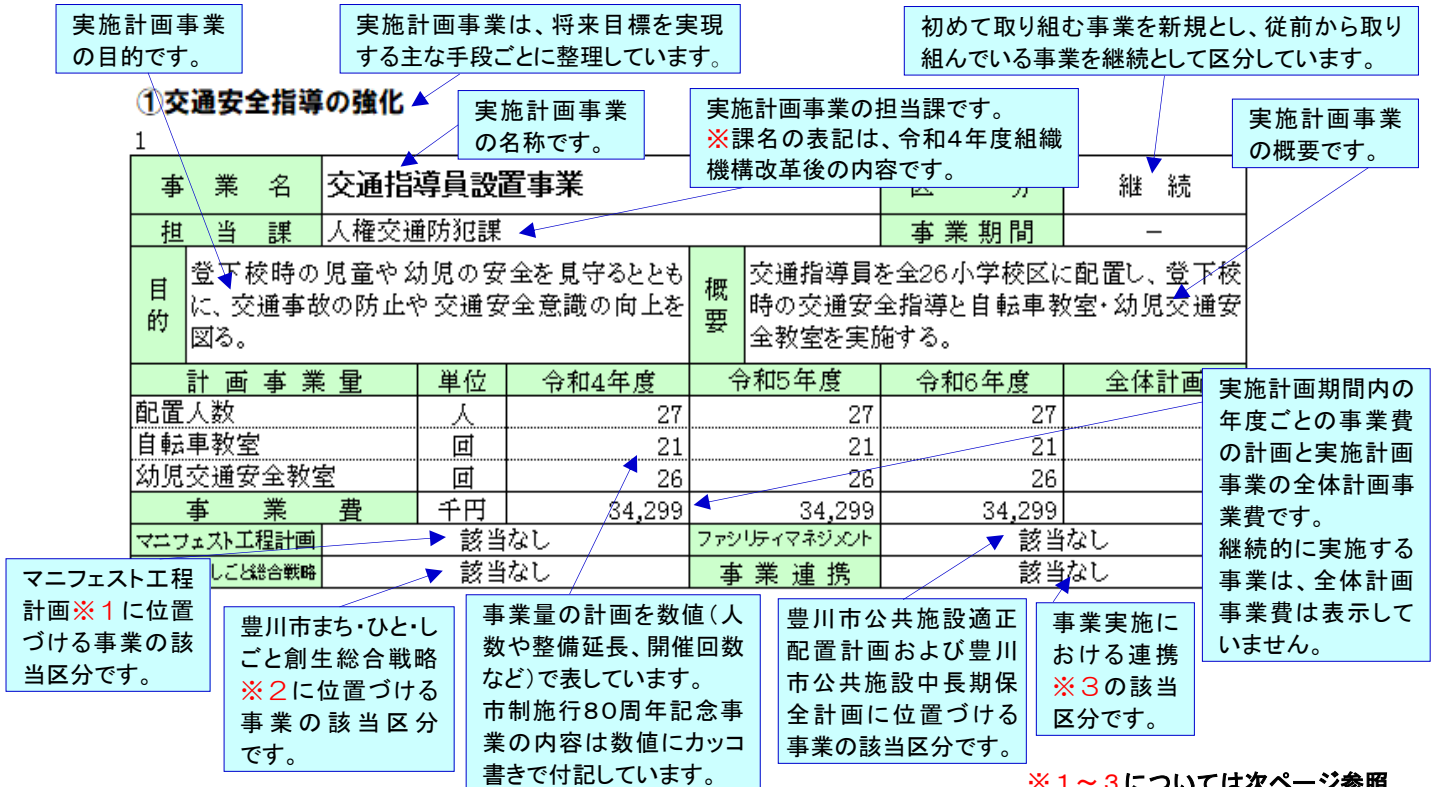 実施計画事業
の目的です。
実施計画事業は、将来目標を実現
する主な手段ごとに整理しています。
初めて取り組む事業を新規とし、従前から取り
組んでいる事業を継続として区分しています。
①交通安全指導の強化
実施計画事業
の名称です。
実施計画事業の担当課です。
※課名の表記は、令和4年度組織
機構改革後の内容です。
実施計画事業
の概要です。
1
事業名 交通指導員設置事業 継続
担当課 人権交通防犯課 事業期間 －
目的 登下校時の児童や幼児の安全を見守るととも
に、交通事故の防止や交通安全意識の向上を
図る。
概要 交通指導員を全26小学校区に配置し、登下校
時の交通安全指導と自転車教室・幼児交通安
全教室を実施する。
計画事業量 単位 令和4年度 令和5年度 令和6年度 全体計画
配置人数 人 27 27 27
自転車教室 回 21 21 21
幼児交通安全教室 回 26 26 26
事業費 千円 34,299 34,299 34,299
マニフェスト工程計画 該当なし ファシリティマネジメント 該当なし
しごと総合戦略 該当なし 事業連携 該当なし
実施計画期間内の
年度ごとの事業費
の計画と実施計画
事業の全体計画事
業費です。
継続的に実施する
事業は、全体計画
事業費は表示して
いません。
マニフェスト工程
計画※1に位置
づける事業の該
当区分です。
豊川市まち・ひと・し
ごと創生総合戦略
※2に位置づける
事業の該当区分
です。
事業量の計画を数値（人
数や整備延長、開催回数
など）で表しています。
市制施行80周年記念事
業の内容は数値にカッコ
書きで付記しています。
豊川市公共施設適正
配置計画および豊川
市公共施設中長期保
全計画に位置づける
事業の該当区分です。
事業実施に
おける連携
※3の該当
区分です。
※1～3については次ページ参照